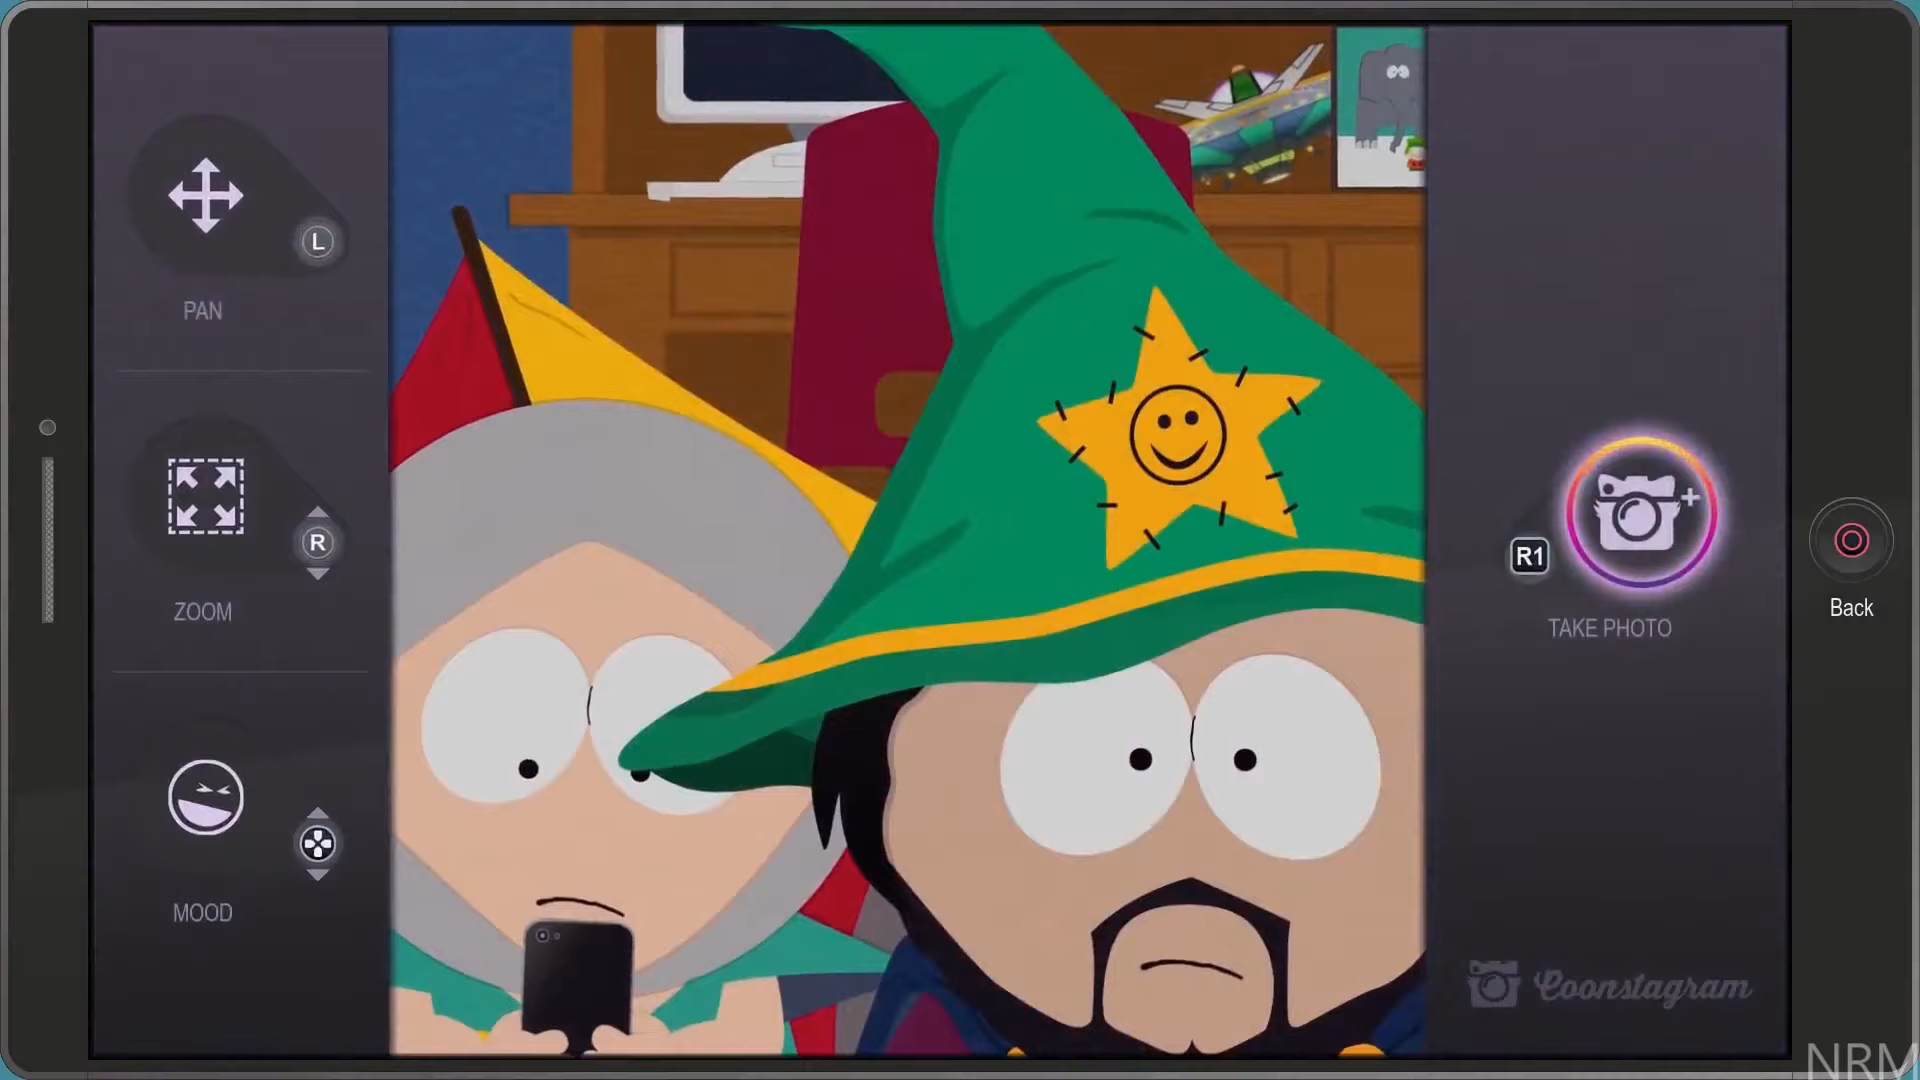 L
PAN
R
ZOOM
MOOD
R1
TAKE PHOTO
Back
Coonstagram
NRM